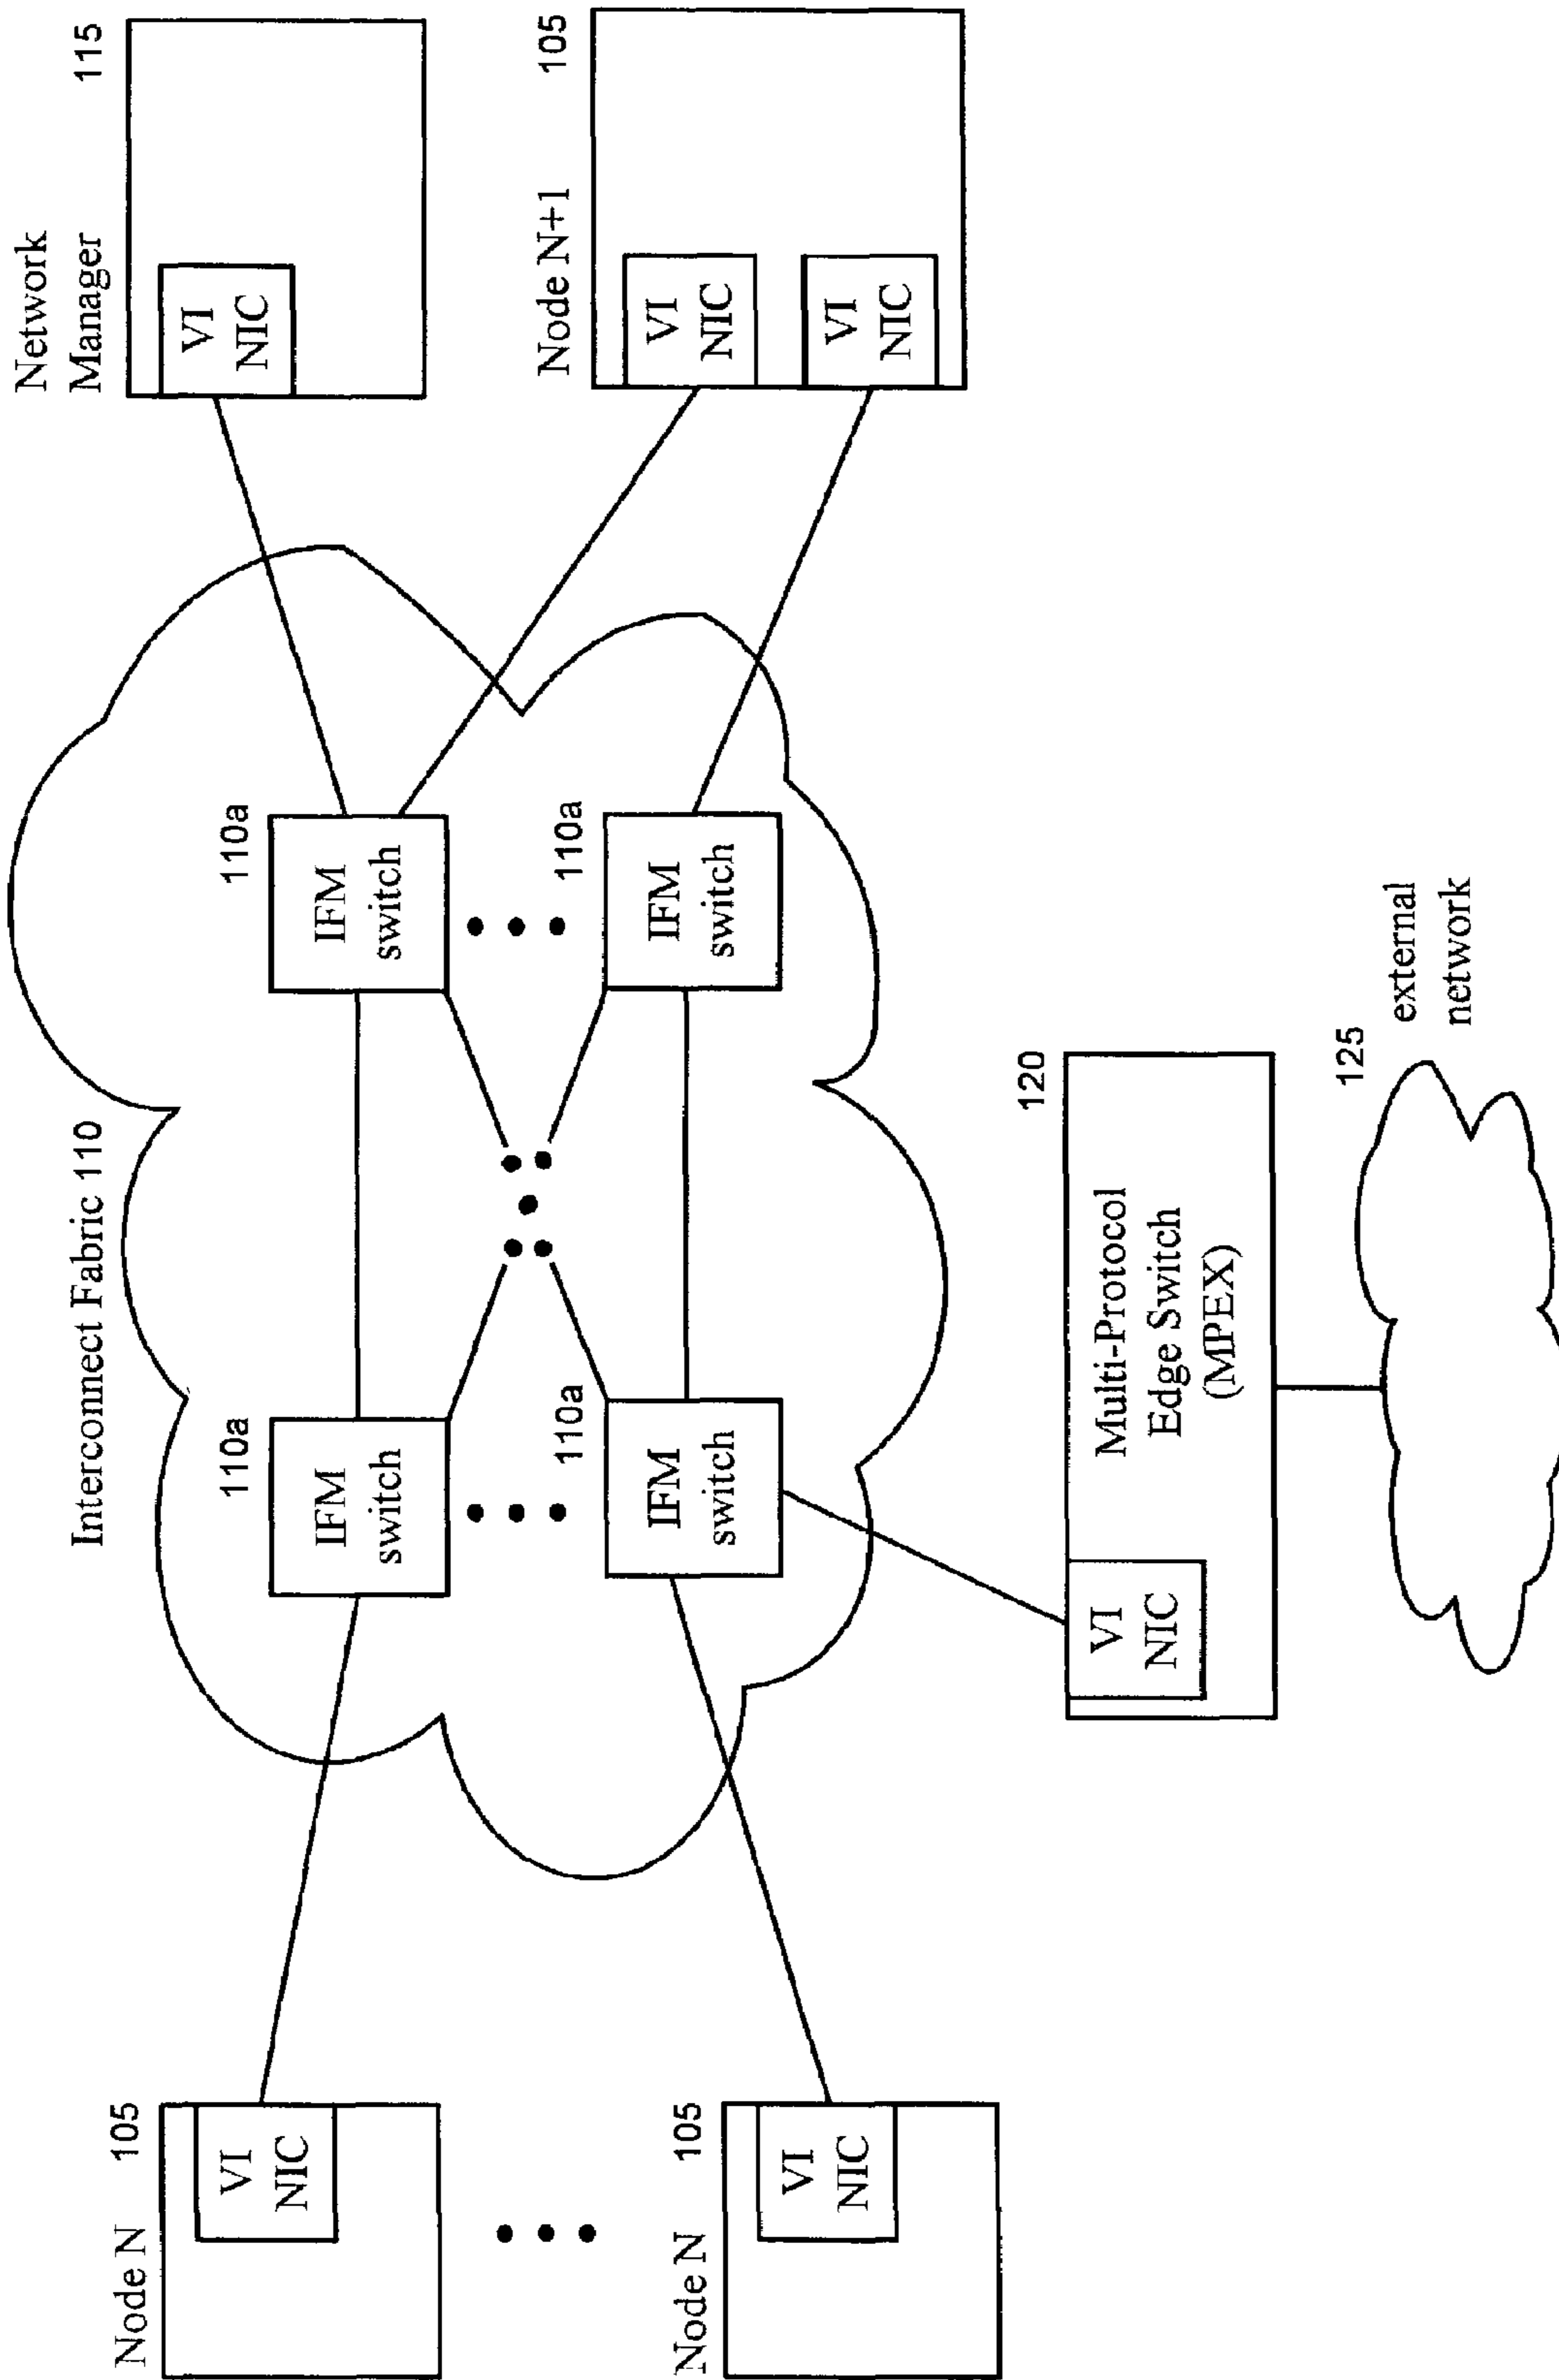 Network
Manager
115
VI
NIC
Node N+1
105
VI
NIC
VI
NIC
Interconnect Fabric 110
110a
IFM
switch
110a
IFM
switch
110a
IFM
switch
110a
IFM
switch
Node N
105
VI
NIC
Node N
105
VI
NIC
120
Multi-Protocol
Edge Switch
(MPEX)
VI
NIC
125
external
network